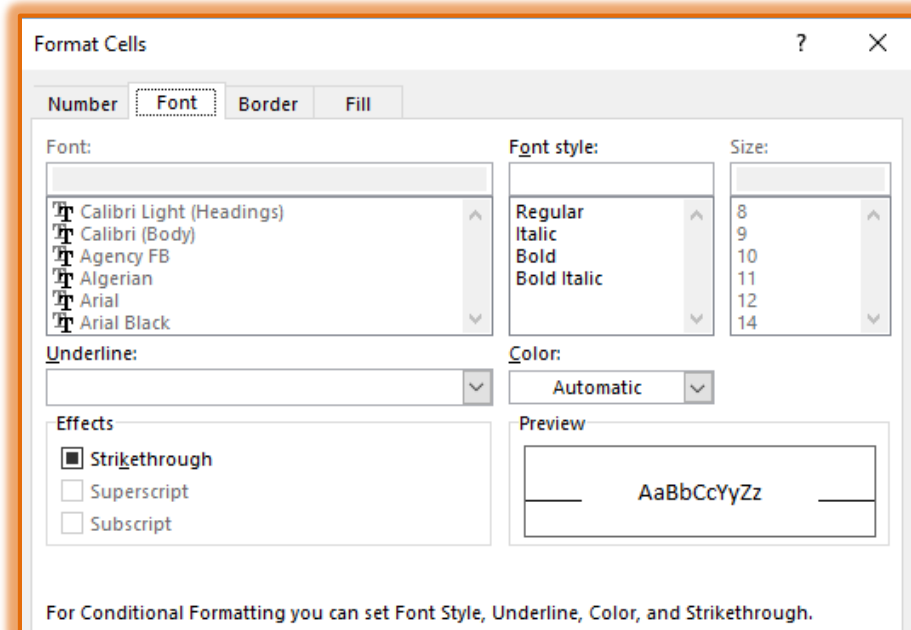 Format Cells ?
Number Font Border Fill
Font: Font style: Size:
Calibri Light (Headings) Regular 8
Calibri (Body) Italic 9
Agency FB Bold 10
Algerian Bold Italic 11
Arial 12
Arial Black 14
Underline: Color:
Automatic
Effects Preview
Strikethrough
Superscript AaBbCcYyZz
Subscript
For Conditional Formatting you can set Font Style, Underline, Color, and Strikethrough.